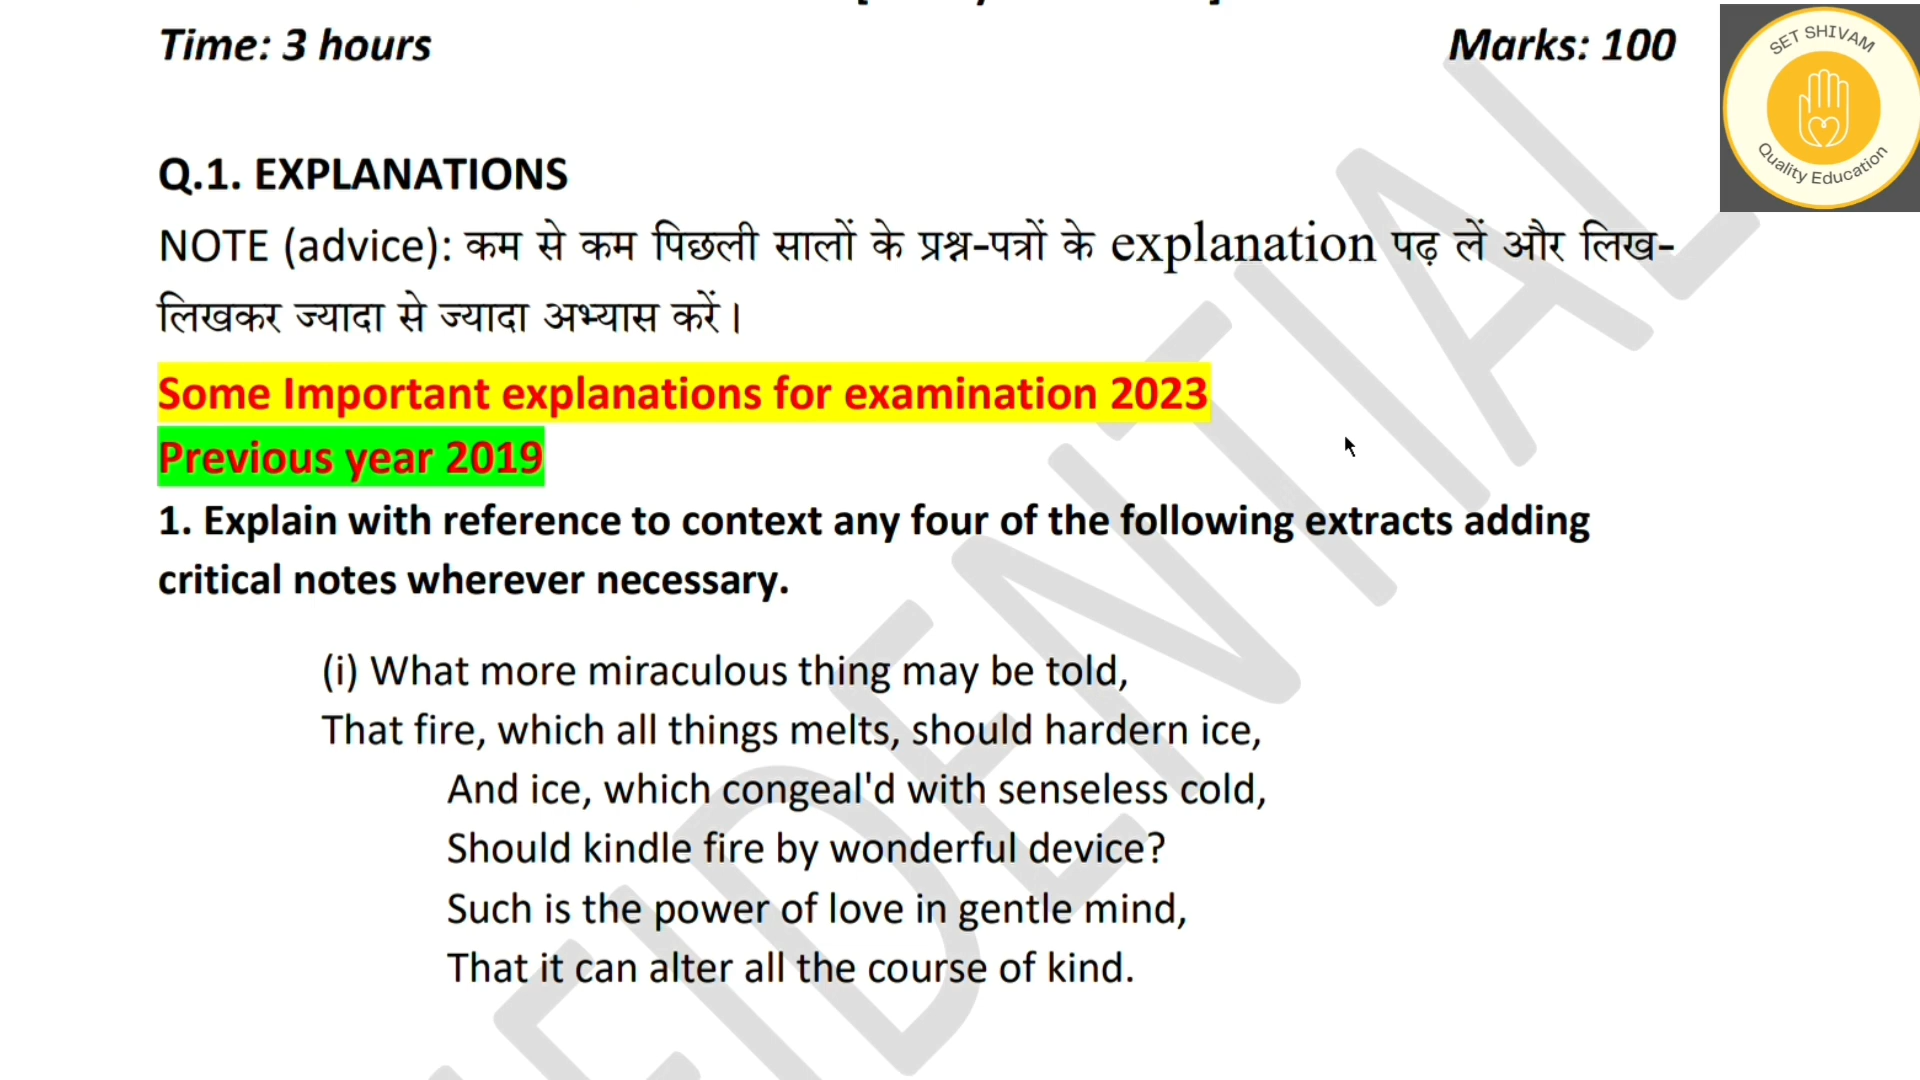 Time: 3 hours
Marks: 100
SET SHIVAM
Quality Education
Q.1. EXPLANATIONS
NOTE (advice): कम से कम पिछली सालों के प्रश्न-पत्रों के explanation पढ़ लें और लिख-
लिखकर ज्यादा से ज्यादा अभ्यास करें।
Some Important explanations for examination 2023
Previous year 2019
1. Explain with reference to context any four of the following extracts adding
critical notes wherever necessary.
(i) What more miraculous thing may be told,
That fire, which all things melts, should hardern ice,
And ice, which congeal'd with senseless cold,
Should kindle fire by wonderful device?
Such is the power of love in gentle mind,
That it can alter all the course of kind.